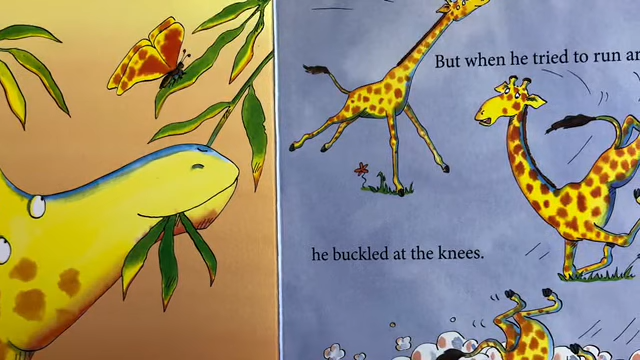 But when he tried to run
he buckled at the knees.